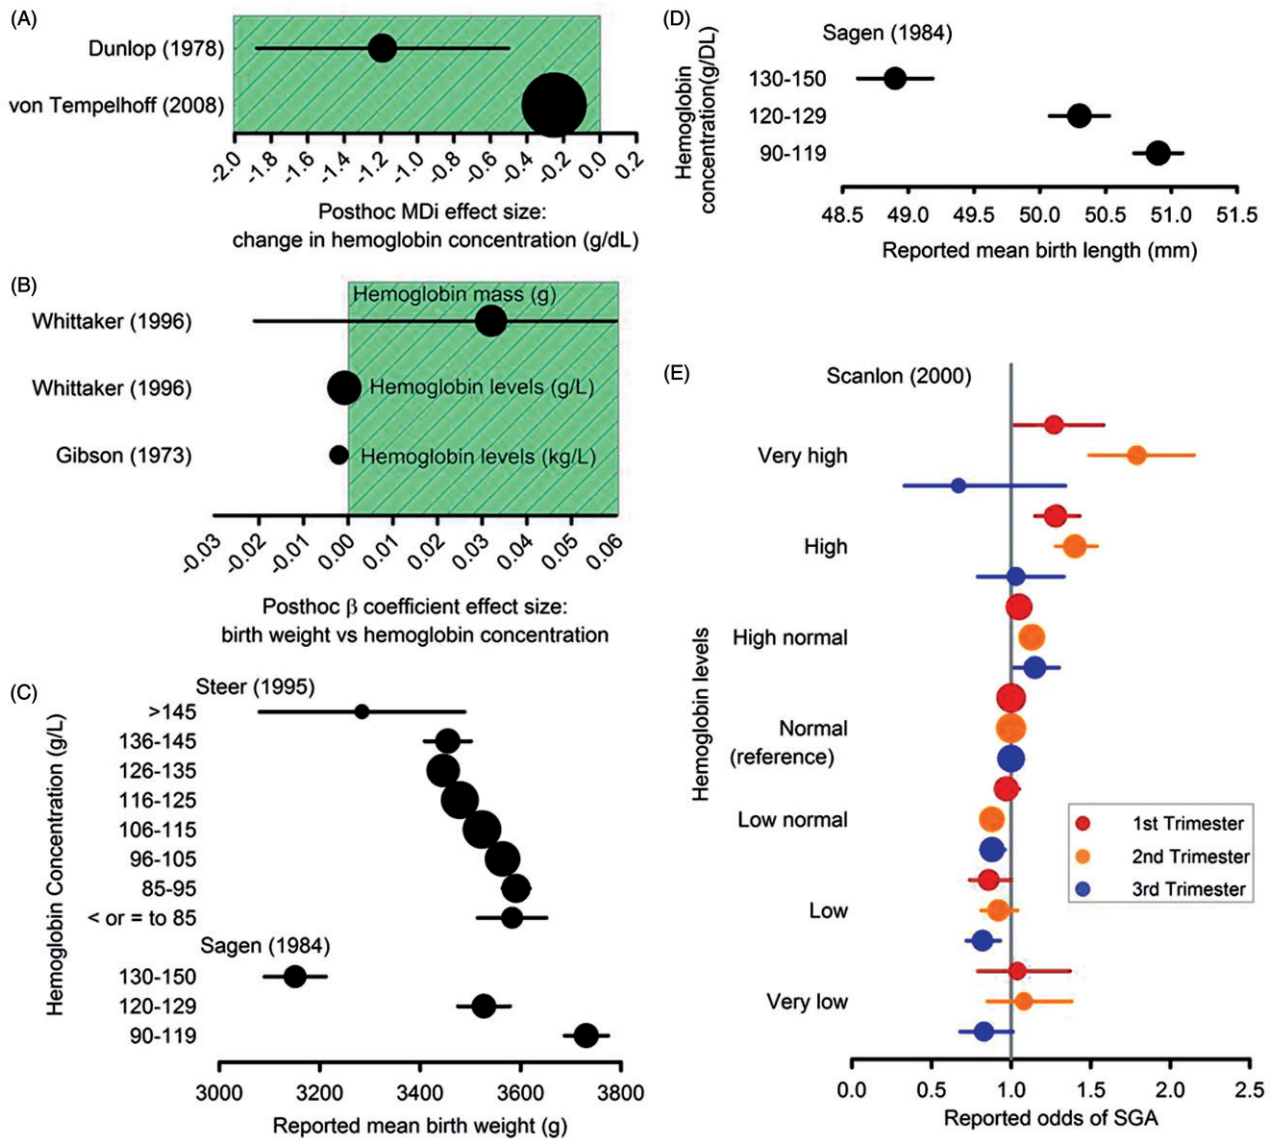 (A)
Dunlop (1978)
von Tempelhoff (2008)
-2.0 -1.8 -1.6 -1.4 -1.2 -1.0 -0.8 -0.6 -0.4 -0.2 0.0 0.2
Posthoc MDi effect size:
change in hemoglobin concentration (g/dL)
(B)
Hemoglobin mass (g)
Whittaker (1996)
Whittaker (1996)
Hemoglobin levels (g/L)
Gibson (1973)
Hemoglobin levels (kg/L)
-0.03 -0.02 -0.01 0.00 0.01 0.02 0.03 0.04 0.05 0.06
Posthoc β coefficient effect size:
birth weight vs hemoglobin concentration
(C)
Hemoglobin Concentration (g/L)
Steer (1995)
>145
136-145
126-135
116-125
106-115
96-105
85-95
< or = to 85
Sagen (1984)
130-150
120-129
90-119
3000 3200 3400 3600 3800
Reported mean birth weight (g)
(D)
Hemoglobin
concentration(g/DL)
Sagen (1984)
130-150
120-129
90-119
48.5 49.0 49.5 50.0 50.5 51.0 51.5
Reported mean birth length (mm)
(E)
Hemoglobin levels
Scanlon (2000)
Very high
High
High normal
Normal
(reference)
Low normal
Low
Very low
1st Trimester
2nd Trimester
3rd Trimester
0.0 0.5 1.0 1.5 2.0 2.5
Reported odds of SGA